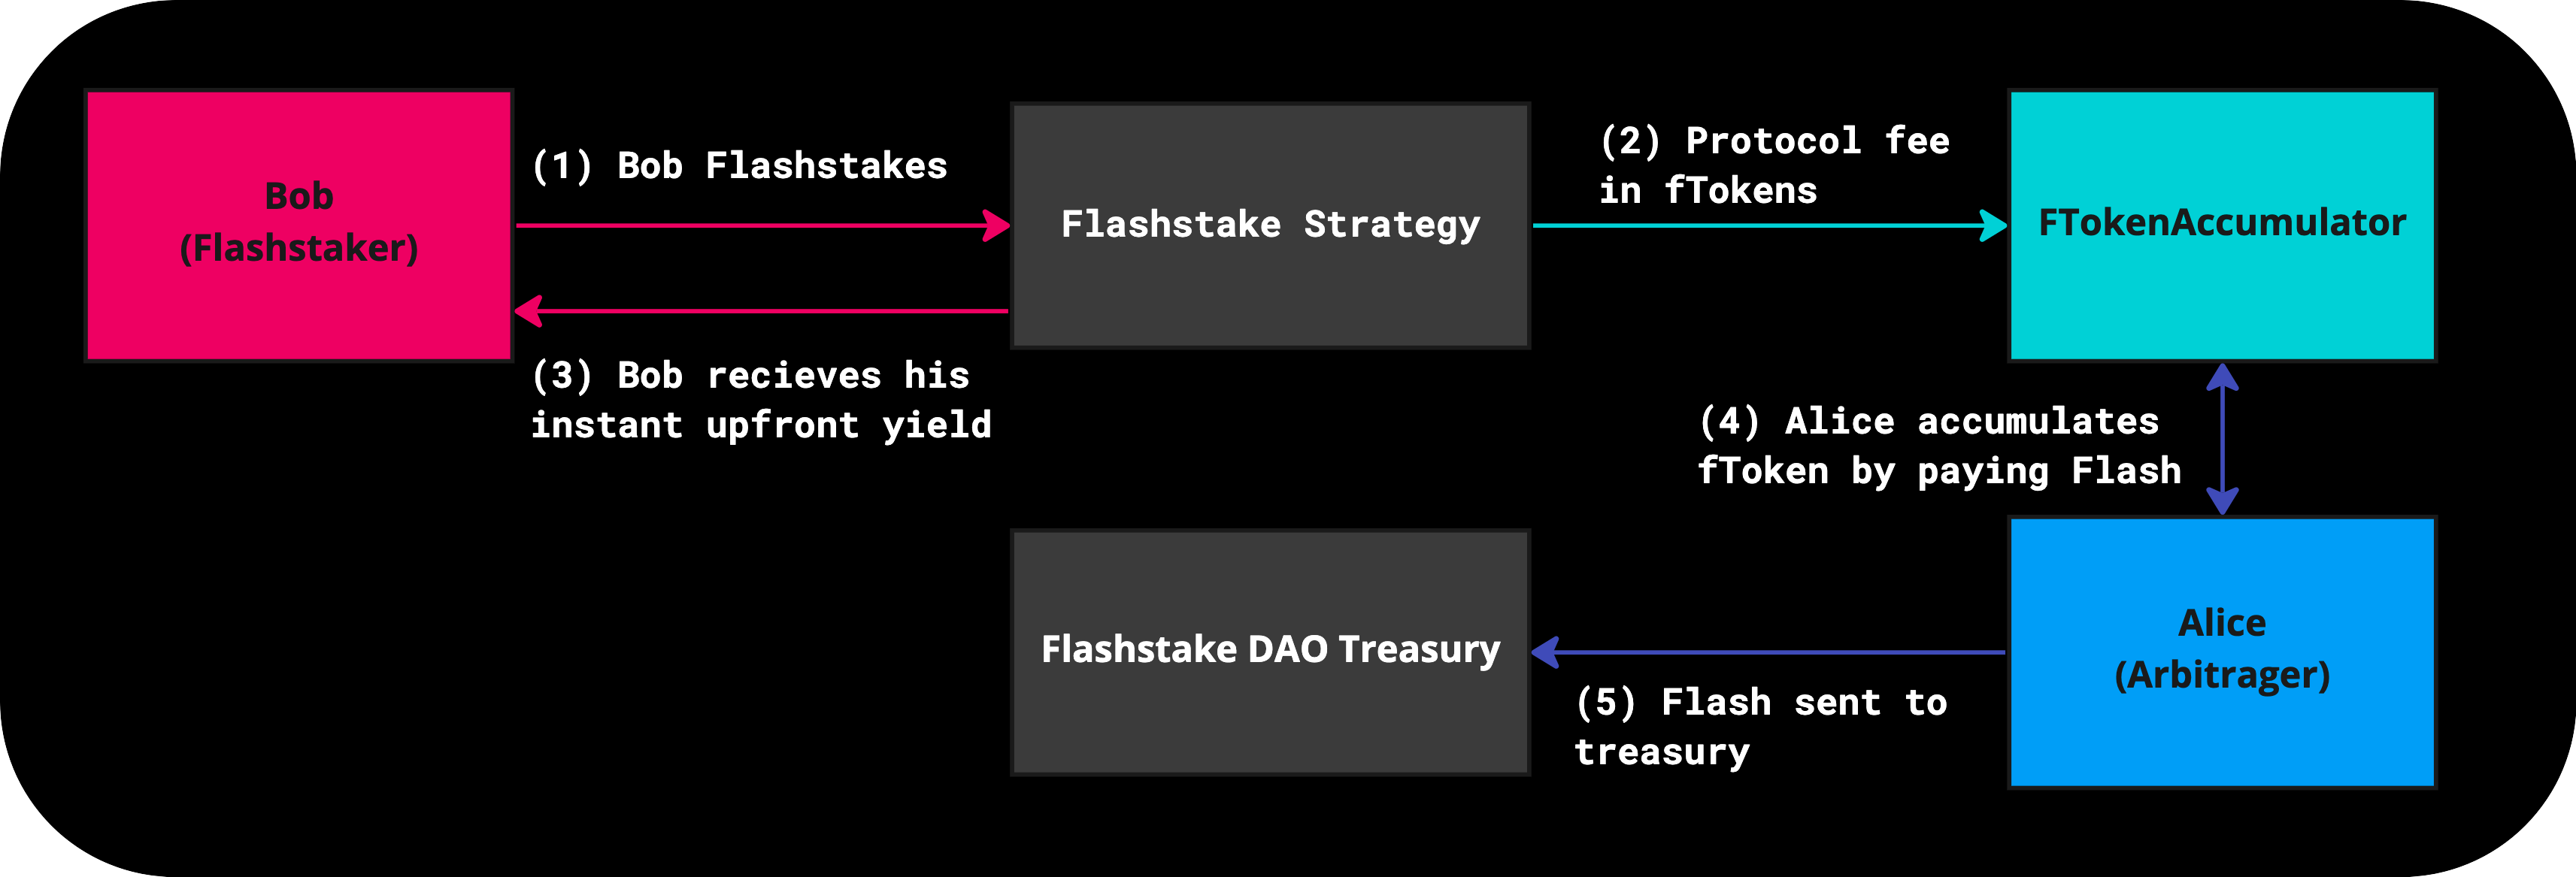 Bob
(Flashstaker)
(1) Bob Flashstakes
(3) Bob recieves his
instant upfront yield
Flashstake Strategy
(2) Protocol fee
in fTokens
FTokenAccumulator
(4) Alice accumulates
fToken by paying Flash
Alice
(Arbitrager)
(5) Flash sent to
treasury
Flashstake DAO Treasury